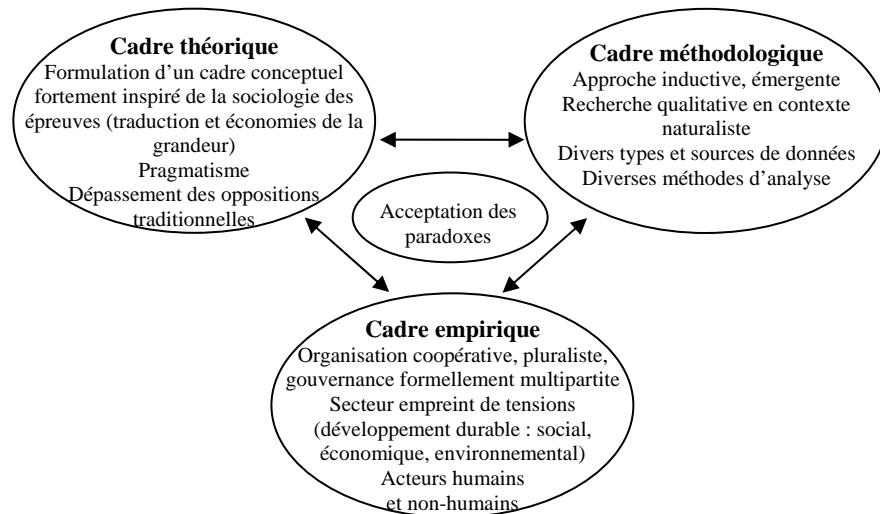 Cadre théorique
Formulation d’un cadre conceptuel
fortement inspiré de la sociologie des
épreuves (traduction et économies de la
grandeur)
Pragmatisme
Dépassement des oppositions
traditionnelles
Cadre méthodologique
Approche inductive, émergente
Recherche qualitative en contexte
naturaliste
Divers types et sources de données
Diverses méthodes d’analyse
Acceptation des
paradoxes
Cadre empirique
Organisation coopérative, pluraliste,
gouvernance formellement multipartite
Secteur empreint de tensions
(développement durable : social,
économique, environnemental)
Acteurs humains
et non-humains